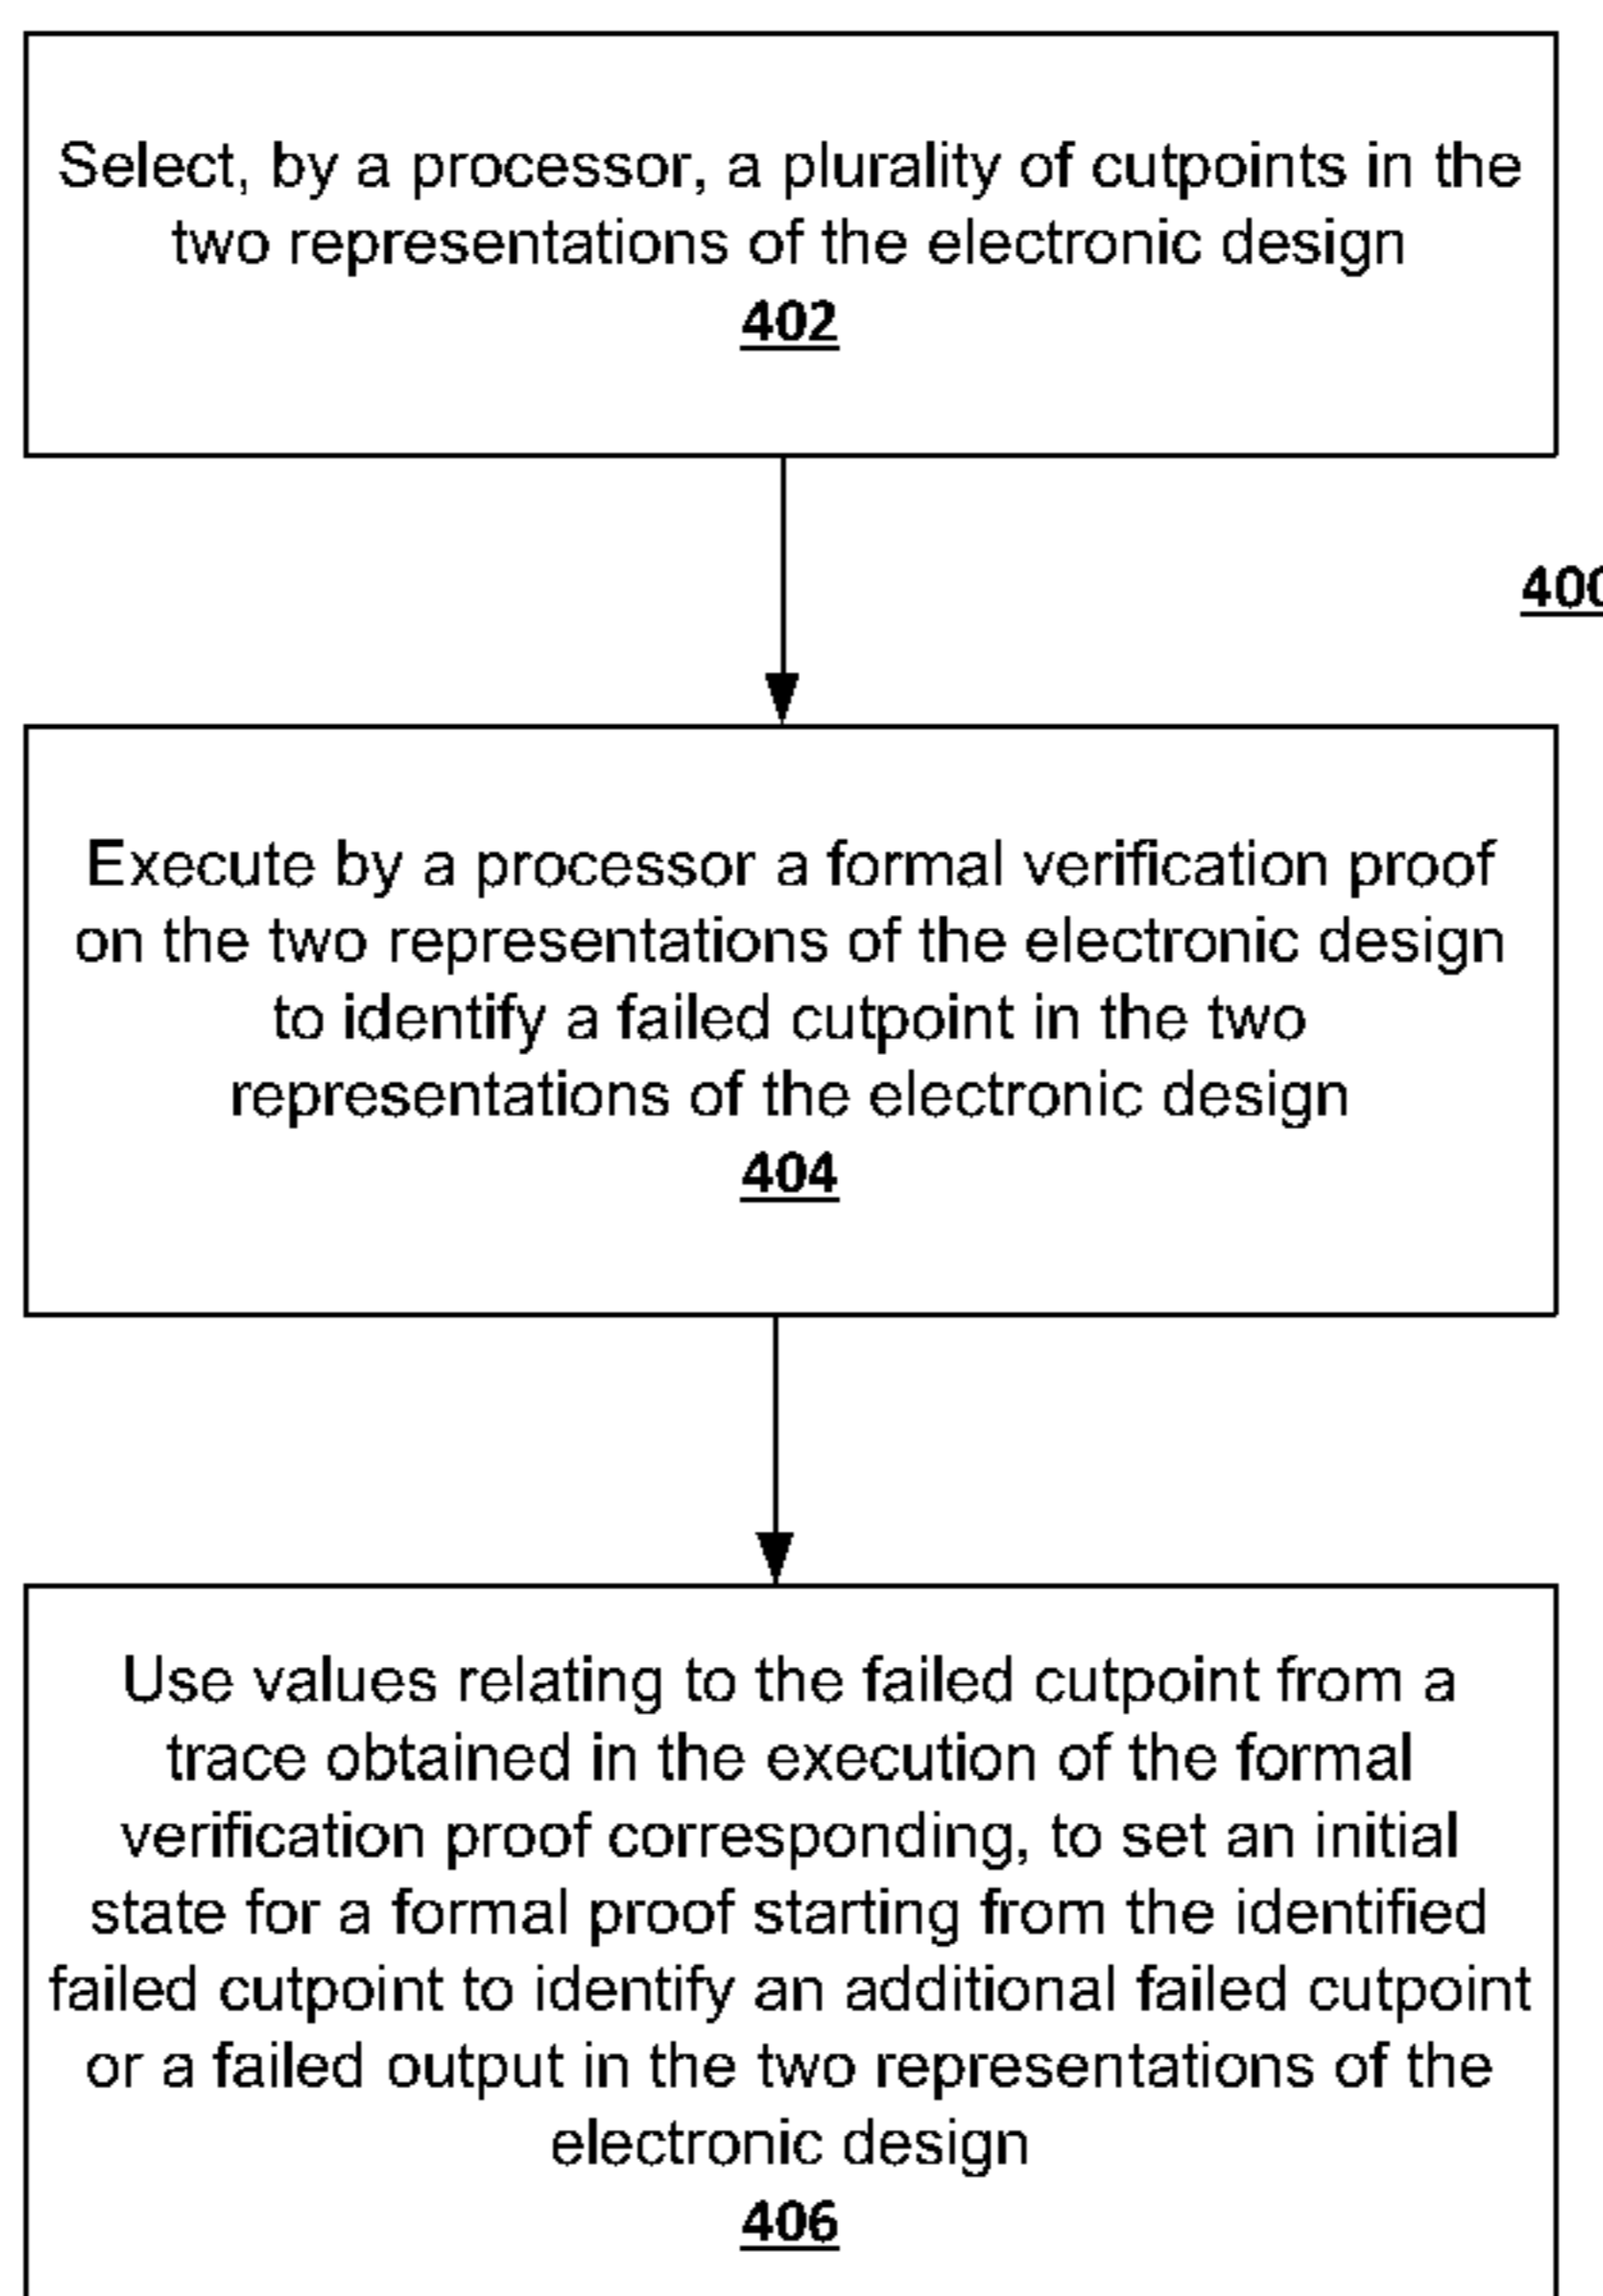 Select, by a processor, a plurality of cutpoints in the
two representations of the electronic design
402
400
Execute by a processor a formal verification proof
on the two representations of the electronic design
to identify a failed cutpoint in the two
representations of the electronic design
404
Use values relating to the failed cutpoint from a
trace obtained in the execution of the formal
verification proof corresponding, to set an initial
state for a formal proof starting from the identified
failed cutpoint to identify an additional failed cutpoint
or a failed output in the two representations of the
electronic design
406